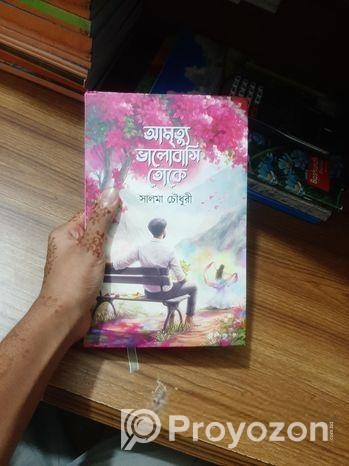 আমৃত্যু
ভালোবাসি
তোকে
সালমা চৌধুরী
Proyozon